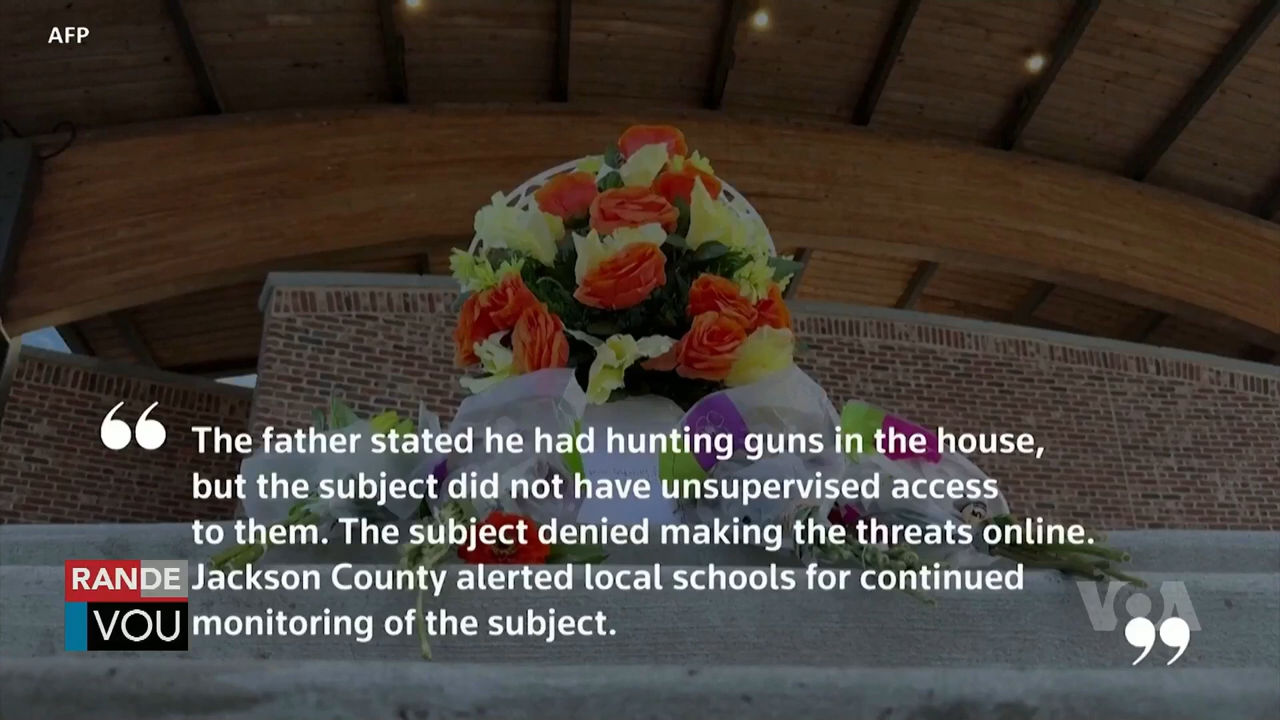 AFP
“ The father stated he had hunting guns in the house,
but the subject did not have unsupervised access
to them. The subject denied making the threats online.
Jackson County alerted local schools for continued
monitoring of the subject. ”
RANDE
VOU
VOA